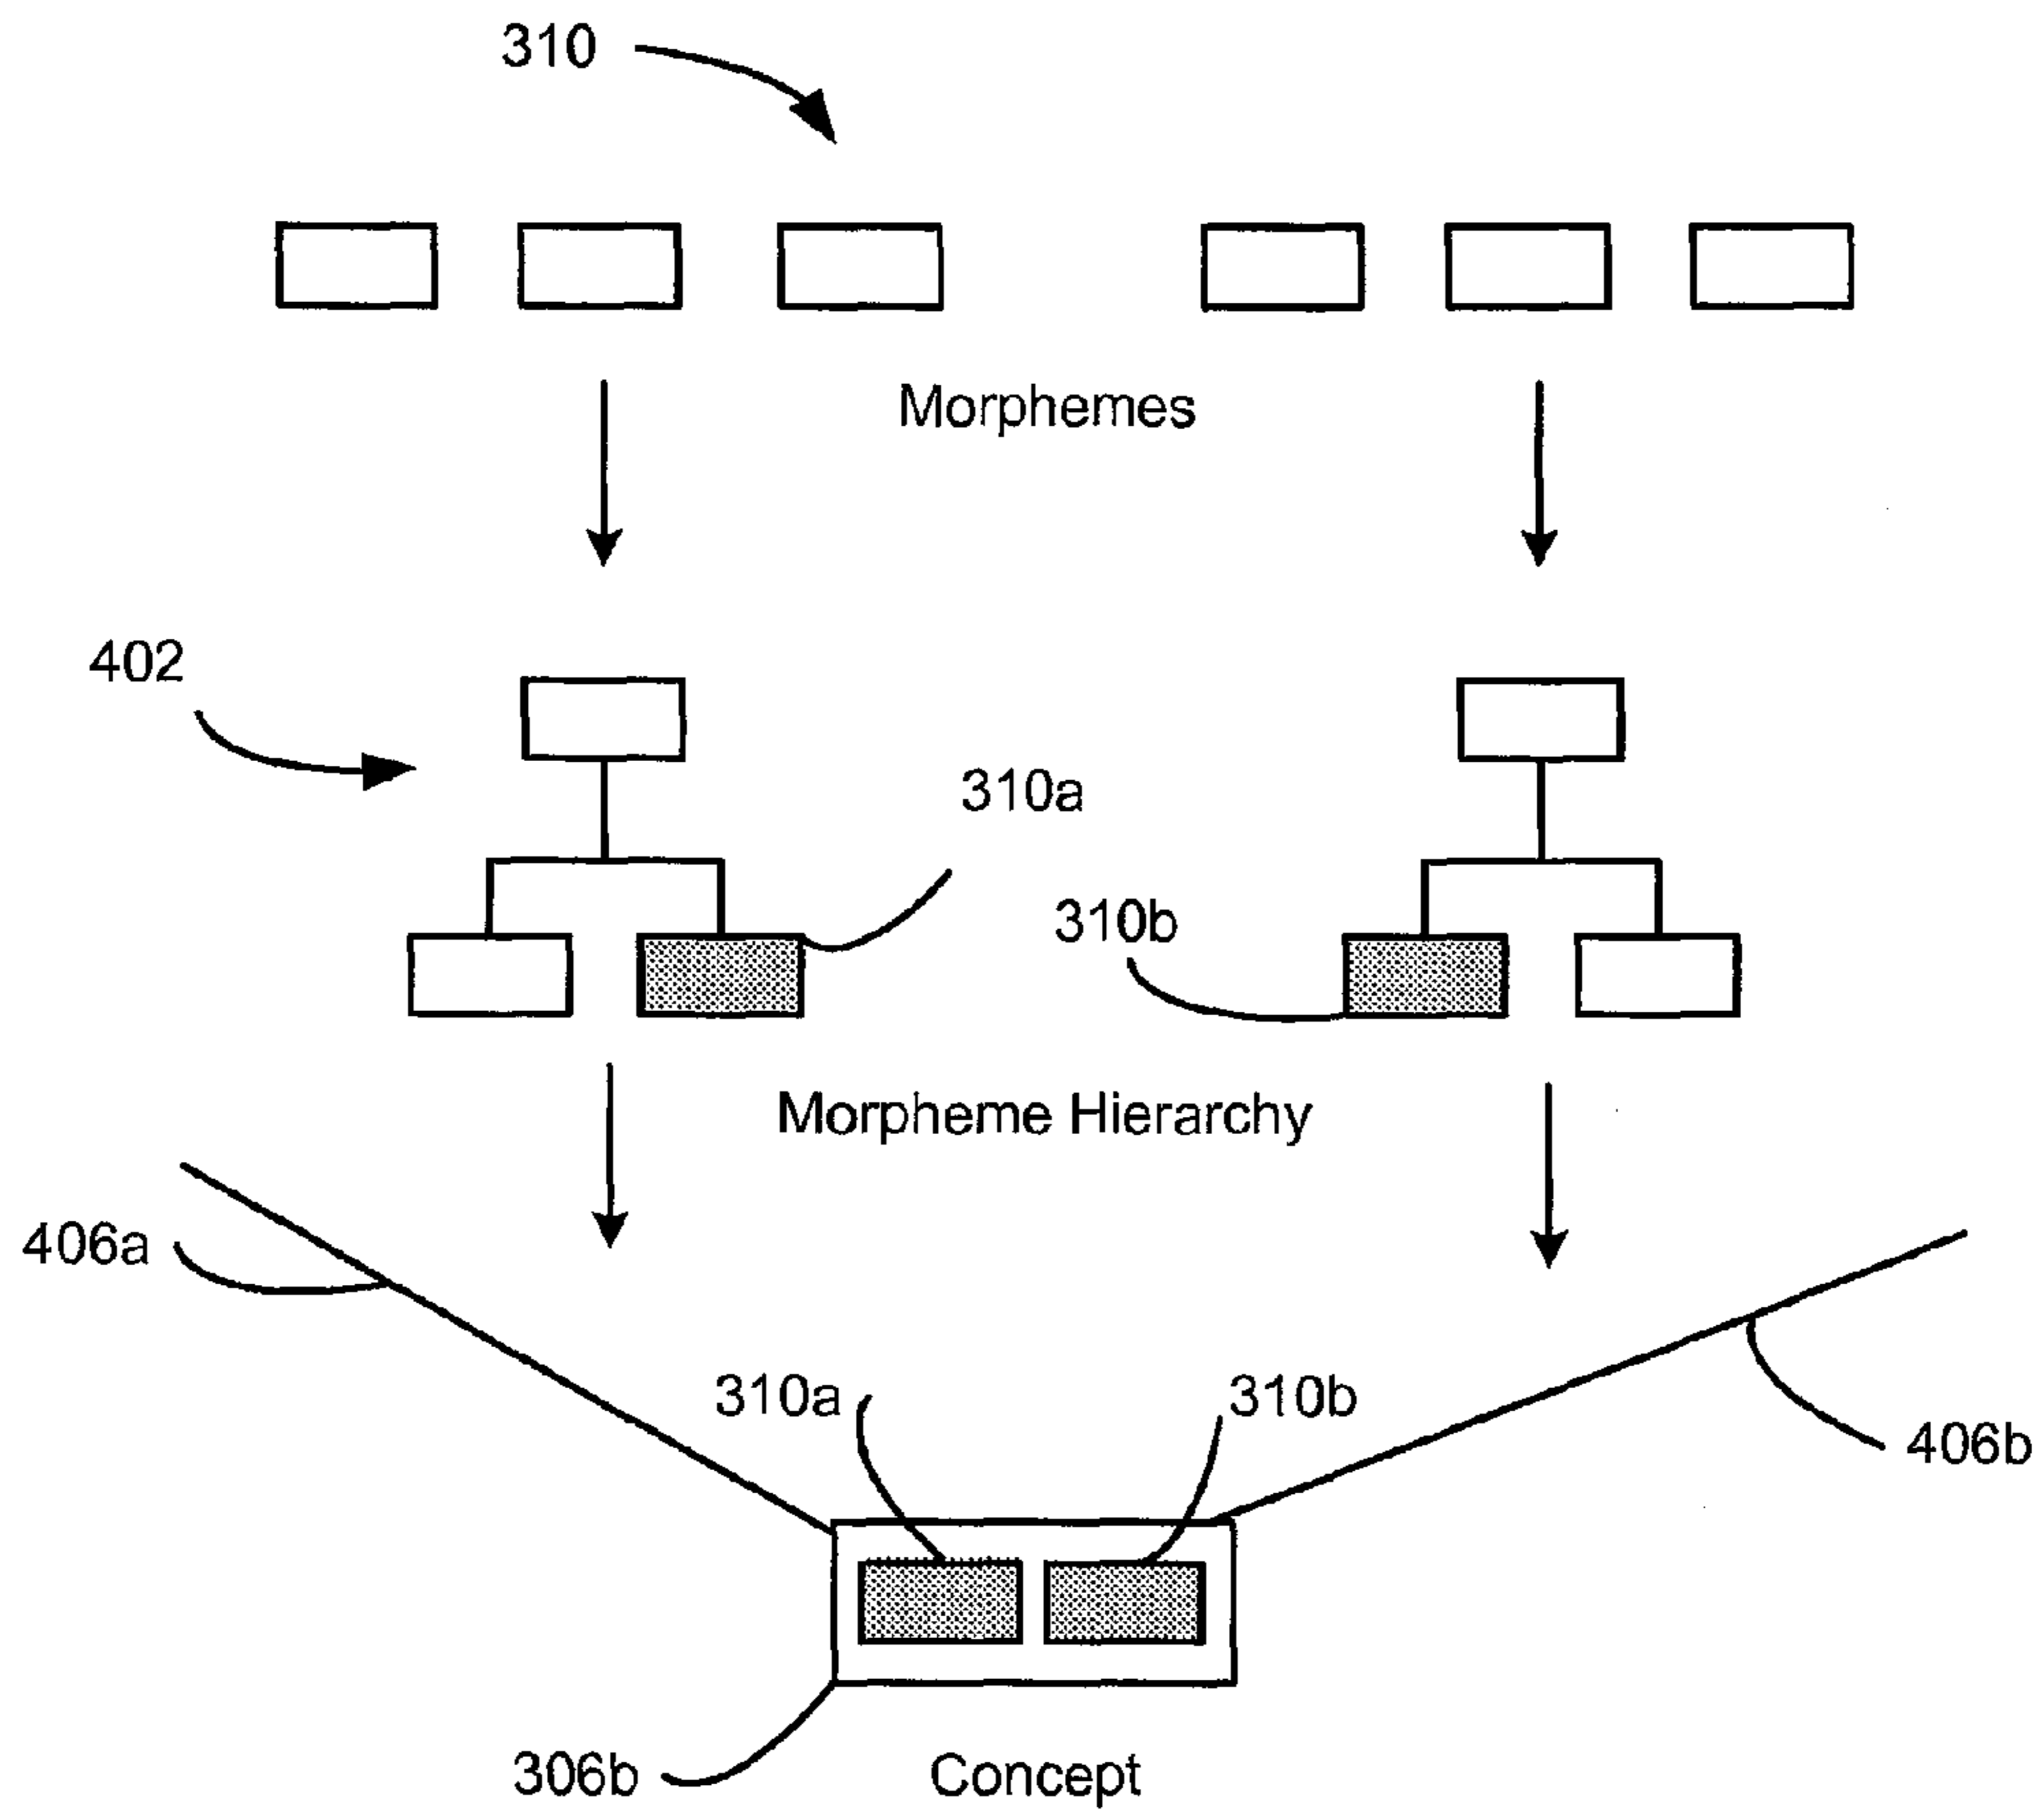 310
Morphemes
402
310a
310b
Morpheme Hierarchy
406a
310a
310b
406b
306b
Concept